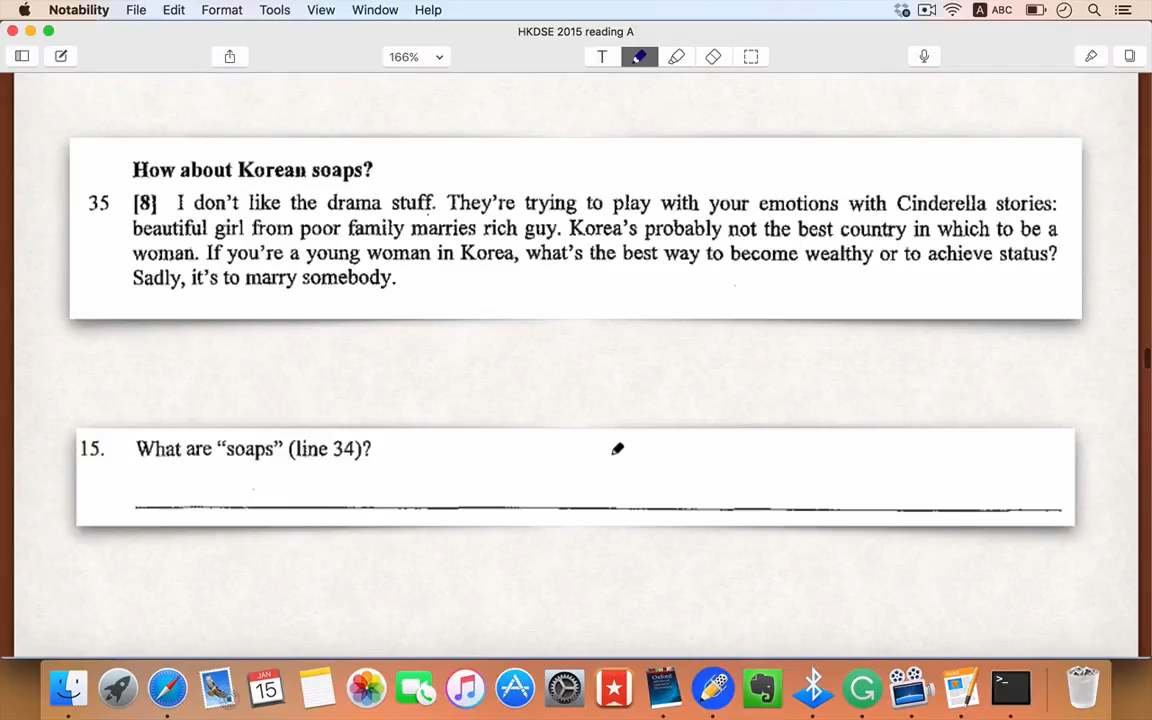 Notability File Edit Format Tools View Window Help A ABC
HKDSE 2015 reading A
166% T
How about Korean soaps?
35 [8] I don't like the drama stuff. They're trying to play with your emotions with Cinderella stories:
beautiful girl from poor family marries rich guy. Korea's probably not the best country in which to be a
woman. If you're a young woman in Korea, what's the best way to become wealthy or to achieve status?
Sadly, it's to marry somebody.
15. What are “soaps” (line 34)?
JAN
15
Oxford